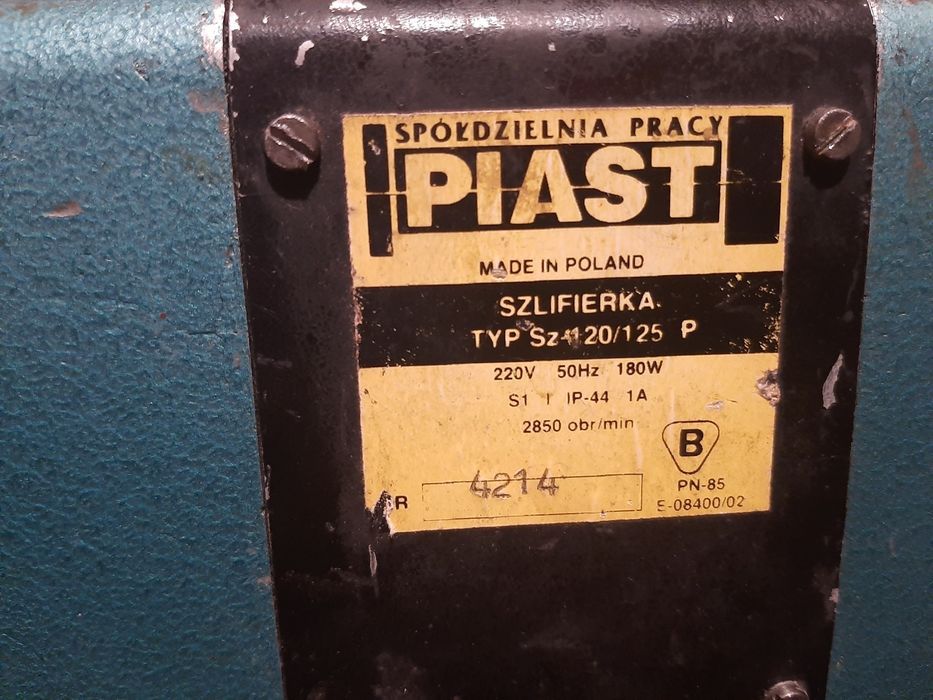 SPÓŁDZIELNIA PRACY
PIAST
MADE IN POLAND
SZLIFIERKA
TYP Sz-120/125 P
220V 50Hz 180W
S1 I IP-44 1A
2850 obr/min
B
PN-85
E-08400/02
NR 4214